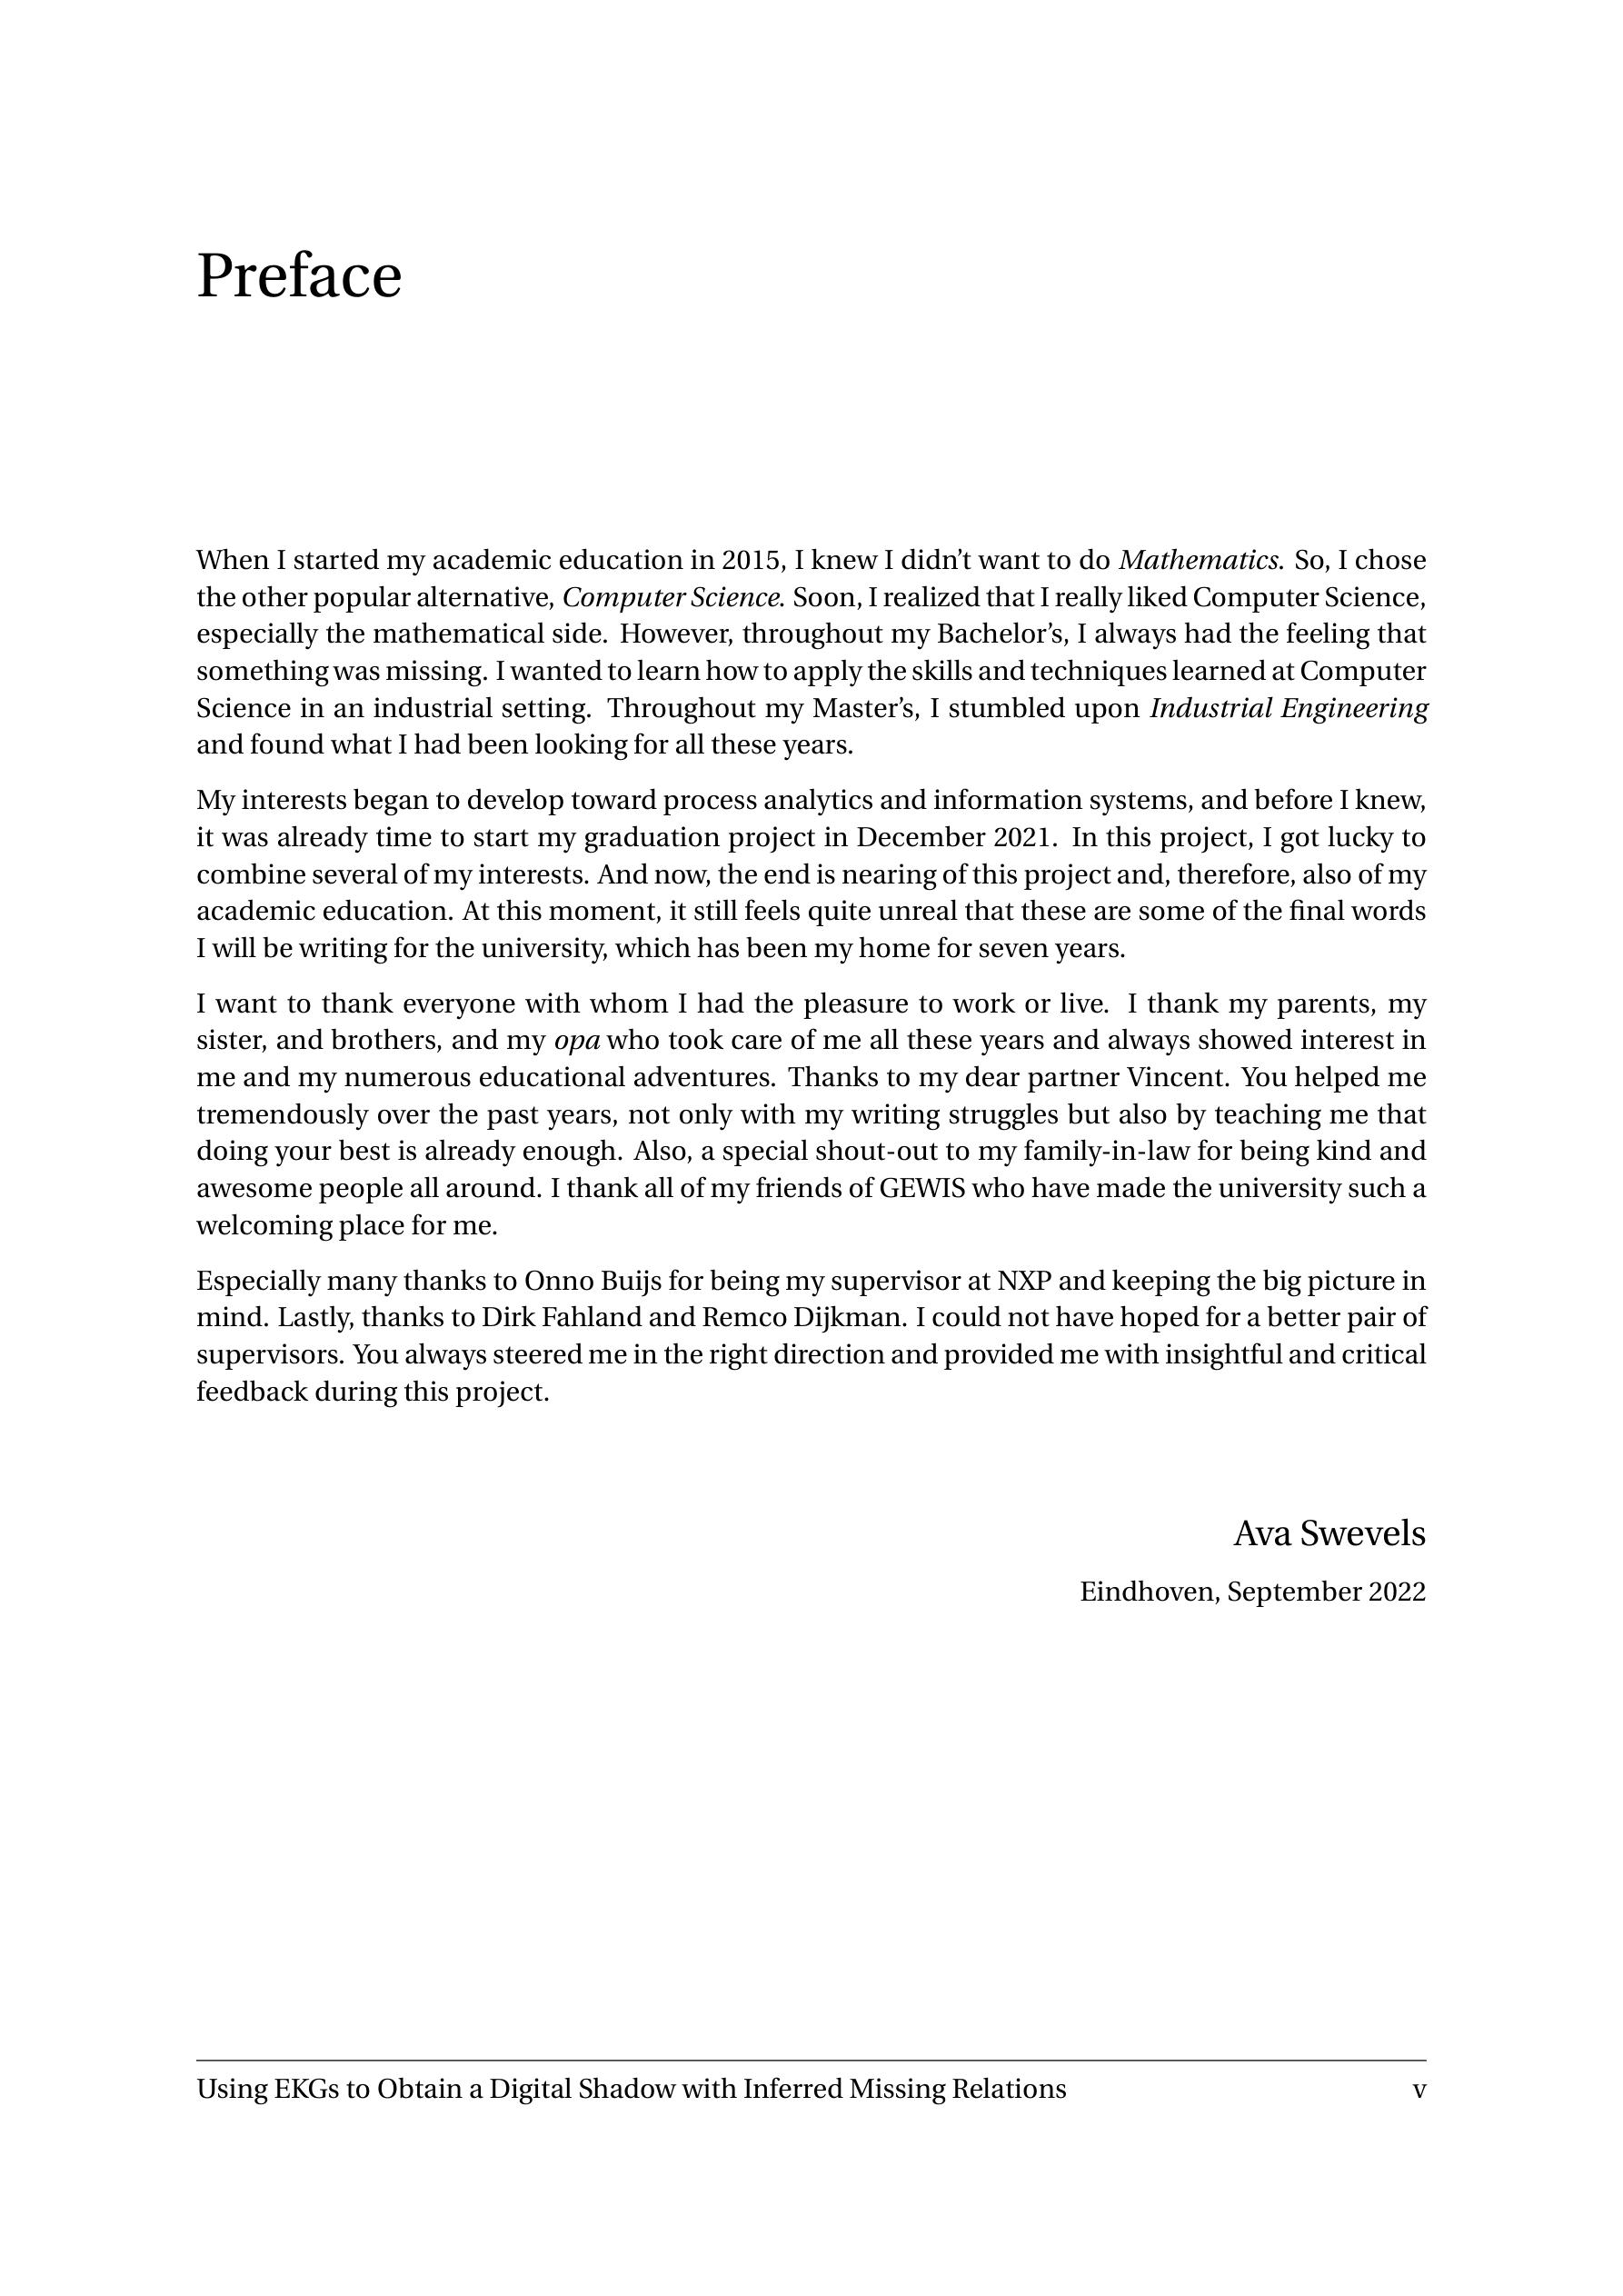 Preface
When I started my academic education in 2015, I knew I didn’t want to do Mathematics. So, I chose
the other popular alternative, Computer Science. Soon, I realized that I really liked Computer Science,
especially the mathematical side. However, throughout my Bachelor’s, I always had the feeling that
something was missing. I wanted to learn how to apply the skills and techniques learned at Computer
Science in an industrial setting. Throughout my Master’s, I stumbled upon Industrial Engineering
and found what I had been looking for all these years.
My interests began to develop toward process analytics and information systems, and before I knew,
it was already time to start my graduation project in December 2021. In this project, I got lucky to
combine several of my interests. And now, the end is nearing of this project and, therefore, also of my
academic education. At this moment, it still feels quite unreal that these are some of the final words
I will be writing for the university, which has been my home for seven years.
I want to thank everyone with whom I had the pleasure to work or live. I thank my parents, my
sister, and brothers, and my opa who took care of me all these years and always showed interest in
me and my numerous educational adventures. Thanks to my dear partner Vincent. You helped me
tremendously over the past years, not only with my writing struggles but also by teaching me that
doing your best is already enough. Also, a special shout-out to my family-in-law for being kind and
awesome people all around. I thank all of my friends of GEWIS who have made the university such a
welcoming place for me.
Especially many thanks to Onno Buijs for being my supervisor at NXP and keeping the big picture in
mind. Lastly, thanks to Dirk Fahland and Remco Dijkman. I could not have hoped for a better pair of
supervisors. You always steered me in the right direction and provided me with insightful and critical
feedback during this project.
Ava Swevels
Eindhoven, September 2022
Using EKGs to Obtain a Digital Shadow with Inferred Missing Relations v